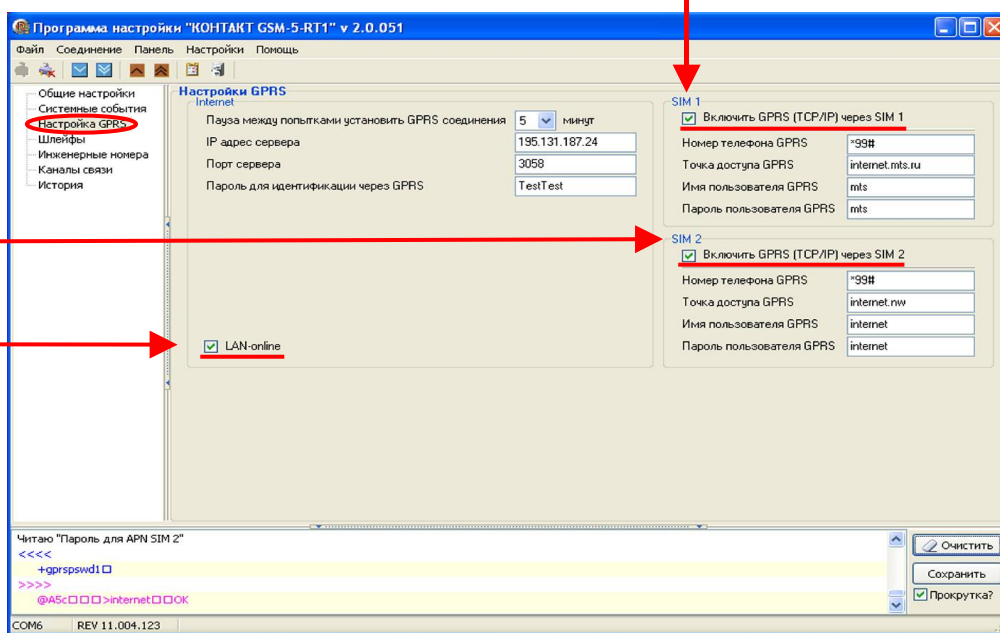 Программа настройки "КОНТАКТ GSM-5-RT1" v 2.0.051
Файл Соединение Панель Настройки Помощь
Общие настройки
Системные события
Настройка GPRS
Шлейфы
Инженерные номера
Каналы связи
История
Настройки GPRS
Internet
Пауза между попытками установить GPRS соединения 5 минут
IP адрес сервера 195.131.187.24
Порт сервера 3058
Пароль для идентификации через GPRS TestTest
LAN-online
SIM 1
Включить GPRS (TCP/IP) через SIM 1
Номер телефона GPRS *99#
Точка доступа GPRS internet.mts.ru
Имя пользователя GPRS mts
Пароль пользователя GPRS mts
SIM 2
Включить GPRS (TCP/IP) через SIM 2
Номер телефона GPRS *99#
Точка доступа GPRS internet.nw
Имя пользователя GPRS internet
Пароль пользователя GPRS internet
Читаю "Пароль для APN SIM 2"
<<<<
+gprspswd1□
>>>>
@A5c□□□>internet□□OK
Очистить
Сохранить
Прокрутка?
COM6 REV 11.004.123